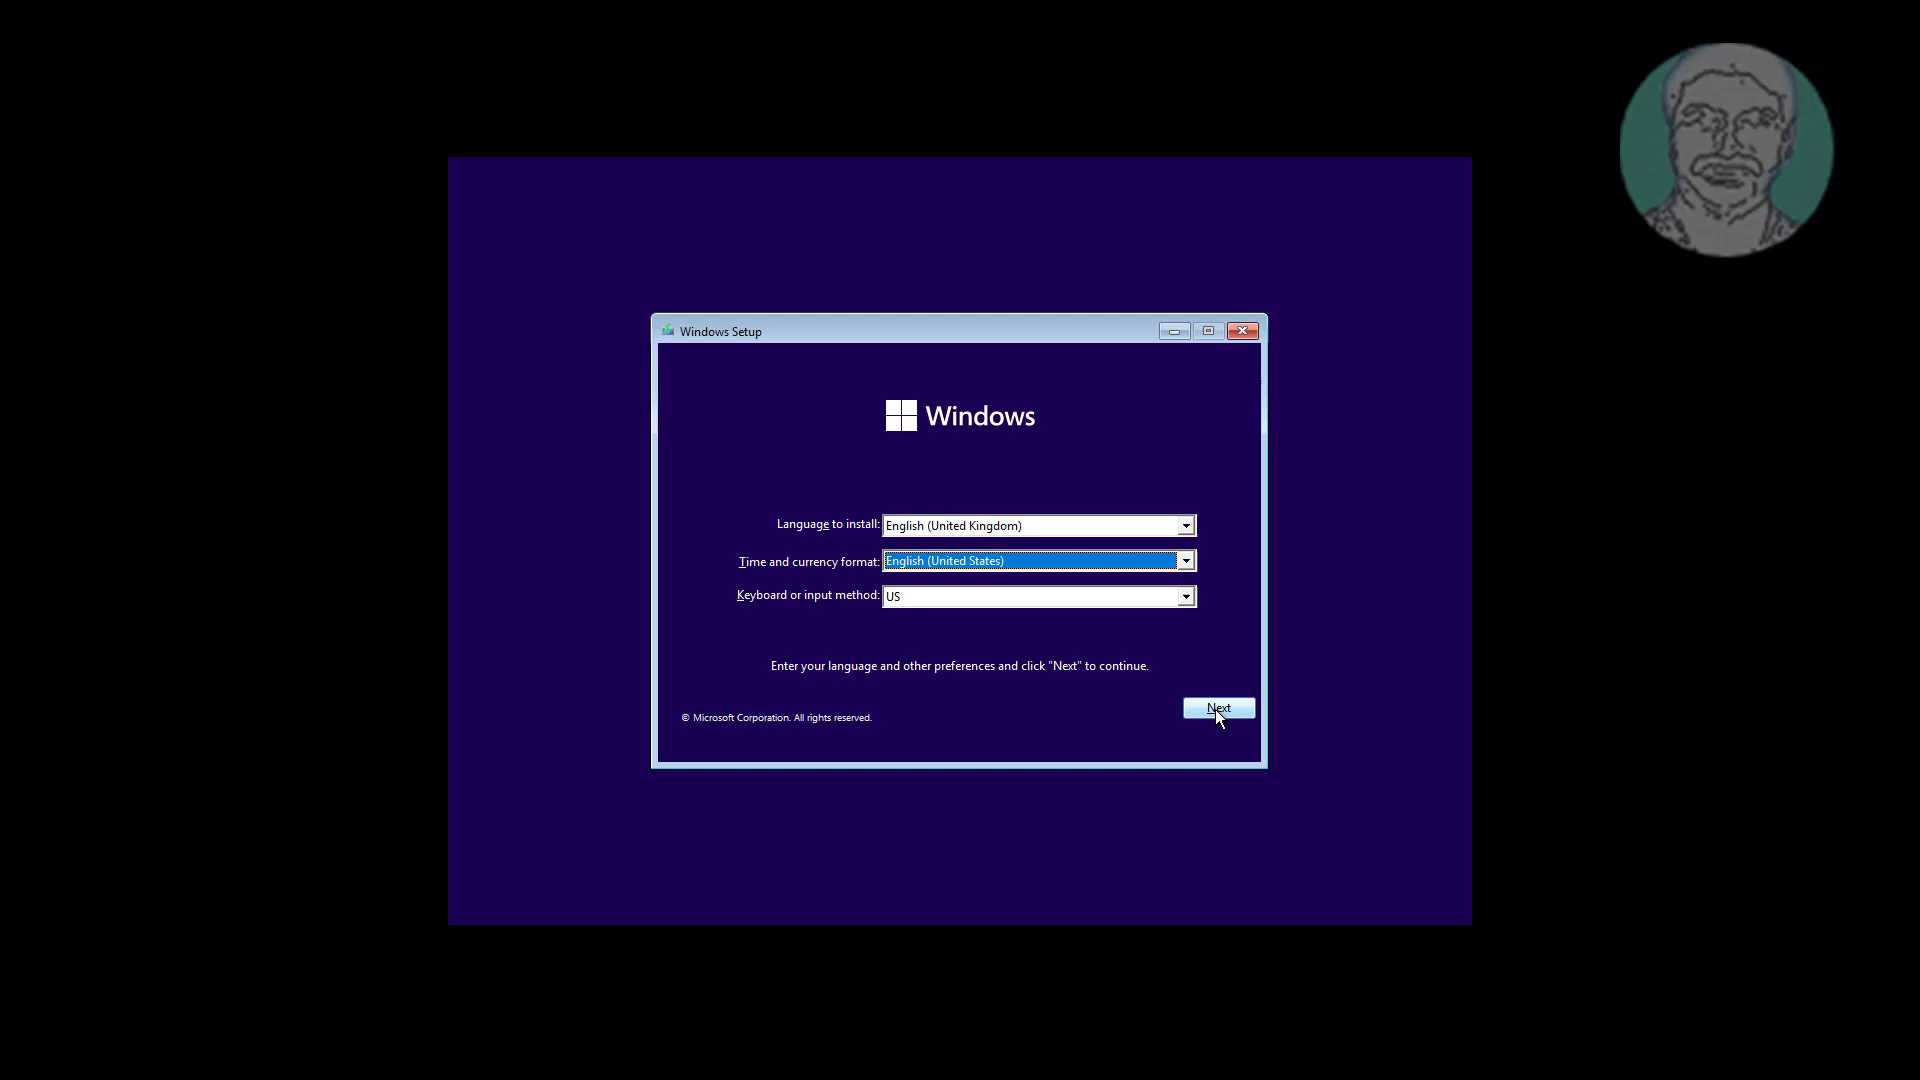 Windows Setup
Windows
Language to install: English (United Kingdom)
Time and currency format: English (United States)
Keyboard or input method: US
Enter your language and other preferences and click "Next" to continue.
Next
© Microsoft Corporation. All rights reserved.